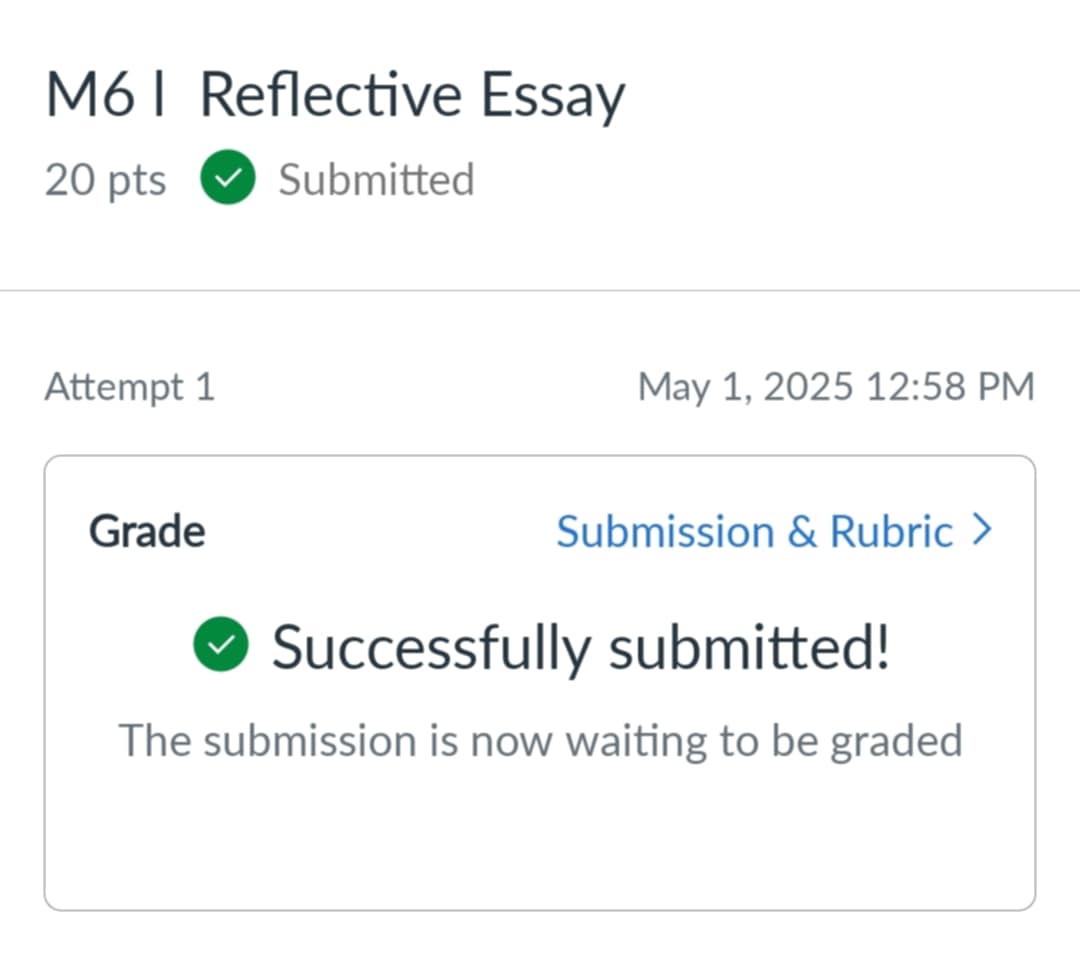 M6 l  Reflective Essay
20 pts Submitted
Attempt 1 May 1, 2025 12:58 PM
Grade Submission & Rubric
Successfully submitted!
The submission is now waiting to be graded